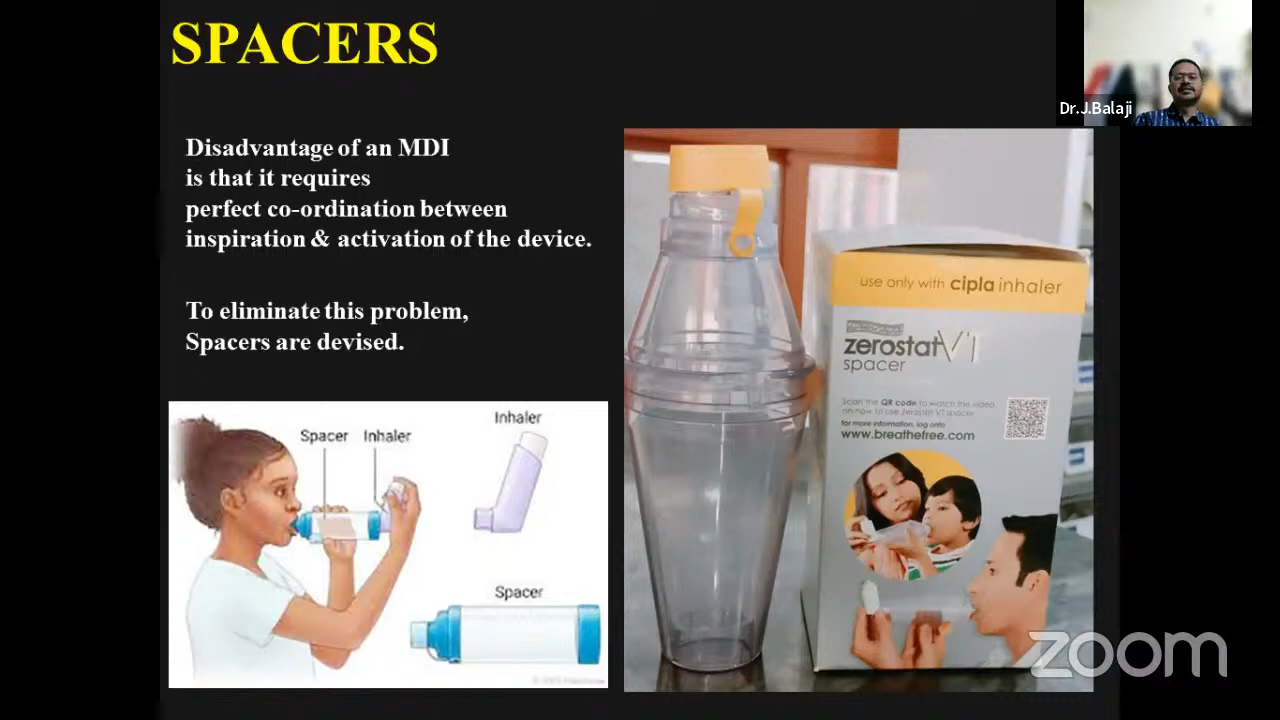 SPACERS
Dr.J.Balaji
Disadvantage of an MDI
is that it requires
perfect co-ordination between
inspiration & activation of the device.
To eliminate this problem,
Spacers are devised.
Spacer
Inhaler
Inhaler
Spacer
use only with cipla inhaler
zerostat VT
spacer
Scan the QR code to watch the video
on how to use Zerostat VT spacer
for more information, log onto
www.breathefree.com
zoom